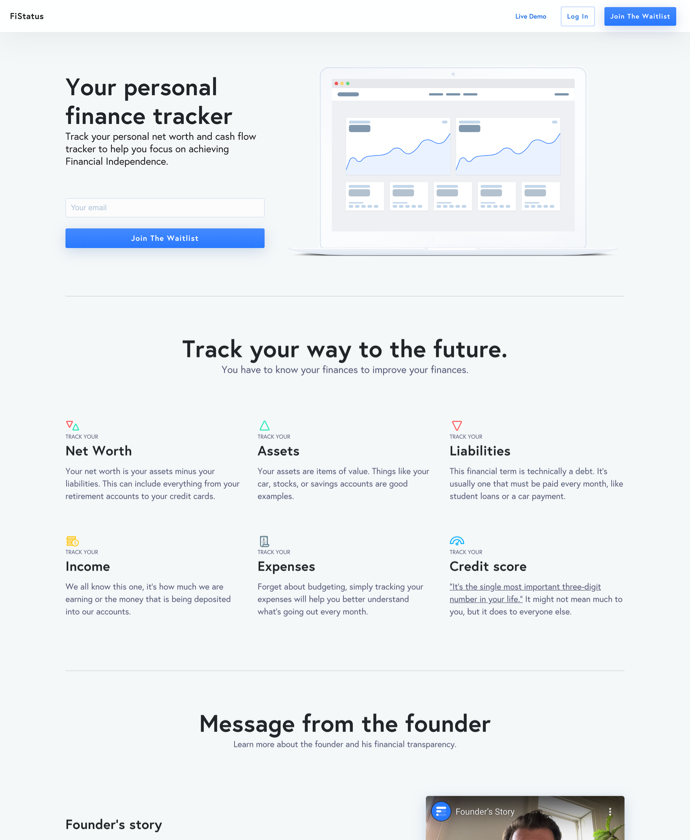 FiStatus
Live Demo
Log In
Join The Waitlist
Your personal
finance tracker
Track your personal net worth and cash flow
tracker to help you focus on achieving
Financial Independence.
Your email
Join The Waitlist
Track your way to the future.
You have to know your finances to improve your finances.
TRACK YOUR
Net Worth
Your net worth is your assets minus your
liabilities. This can include everything from your
retirement accounts to your credit cards.
TRACK YOUR
Assets
Your assets are items of value. Things like your
car, stocks, or savings accounts are good
examples.
TRACK YOUR
Liabilities
This financial term is technically a debt. It's
usually one that must be paid every month, like
student loans or a car payment.
TRACK YOUR
Income
We all know this one, it's how much we are
earning or the money that is being deposited
into our accounts.
TRACK YOUR
Expenses
Forget about budgeting, simply tracking your
expenses will help you better understand
what's going out every month.
TRACK YOUR
Credit score
"It's the single most important three-digit
number in your life." It might not mean much to
you, but it does to everyone else.
Message from the founder
Learn more about the founder and his financial transparency.
Founder's story
Founder's Story